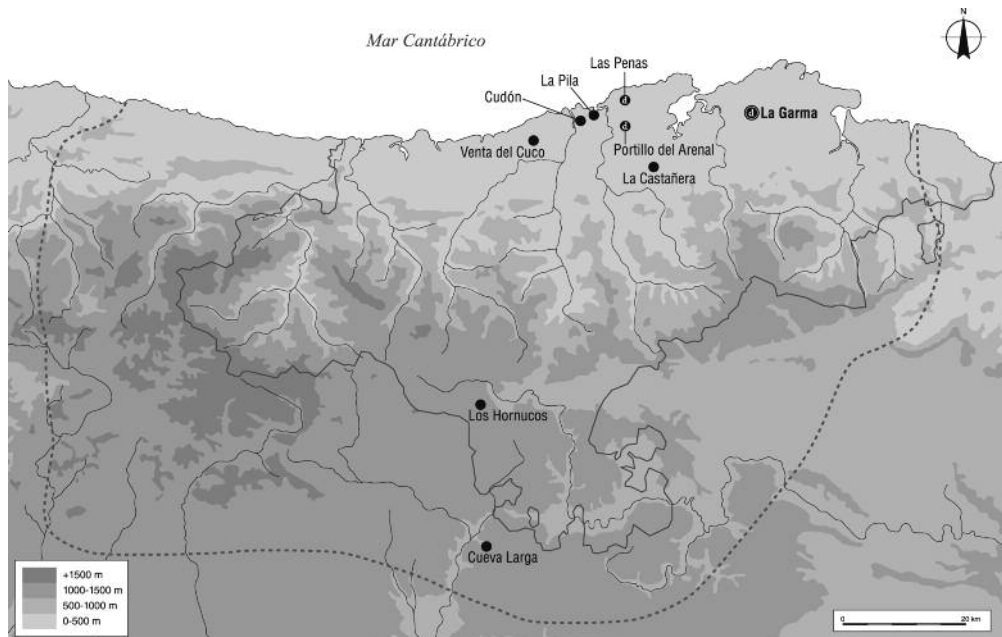 Mar Cantábrico
N
Las Penas
La Pila
Cudón
La Garma
Venta del Cuco
Portillo del Arenal
La Castañera
Los Hornucos
Cueva Larga
+1500 m
1000-1500 m
500-1000 m
0-500 m
0 20 km